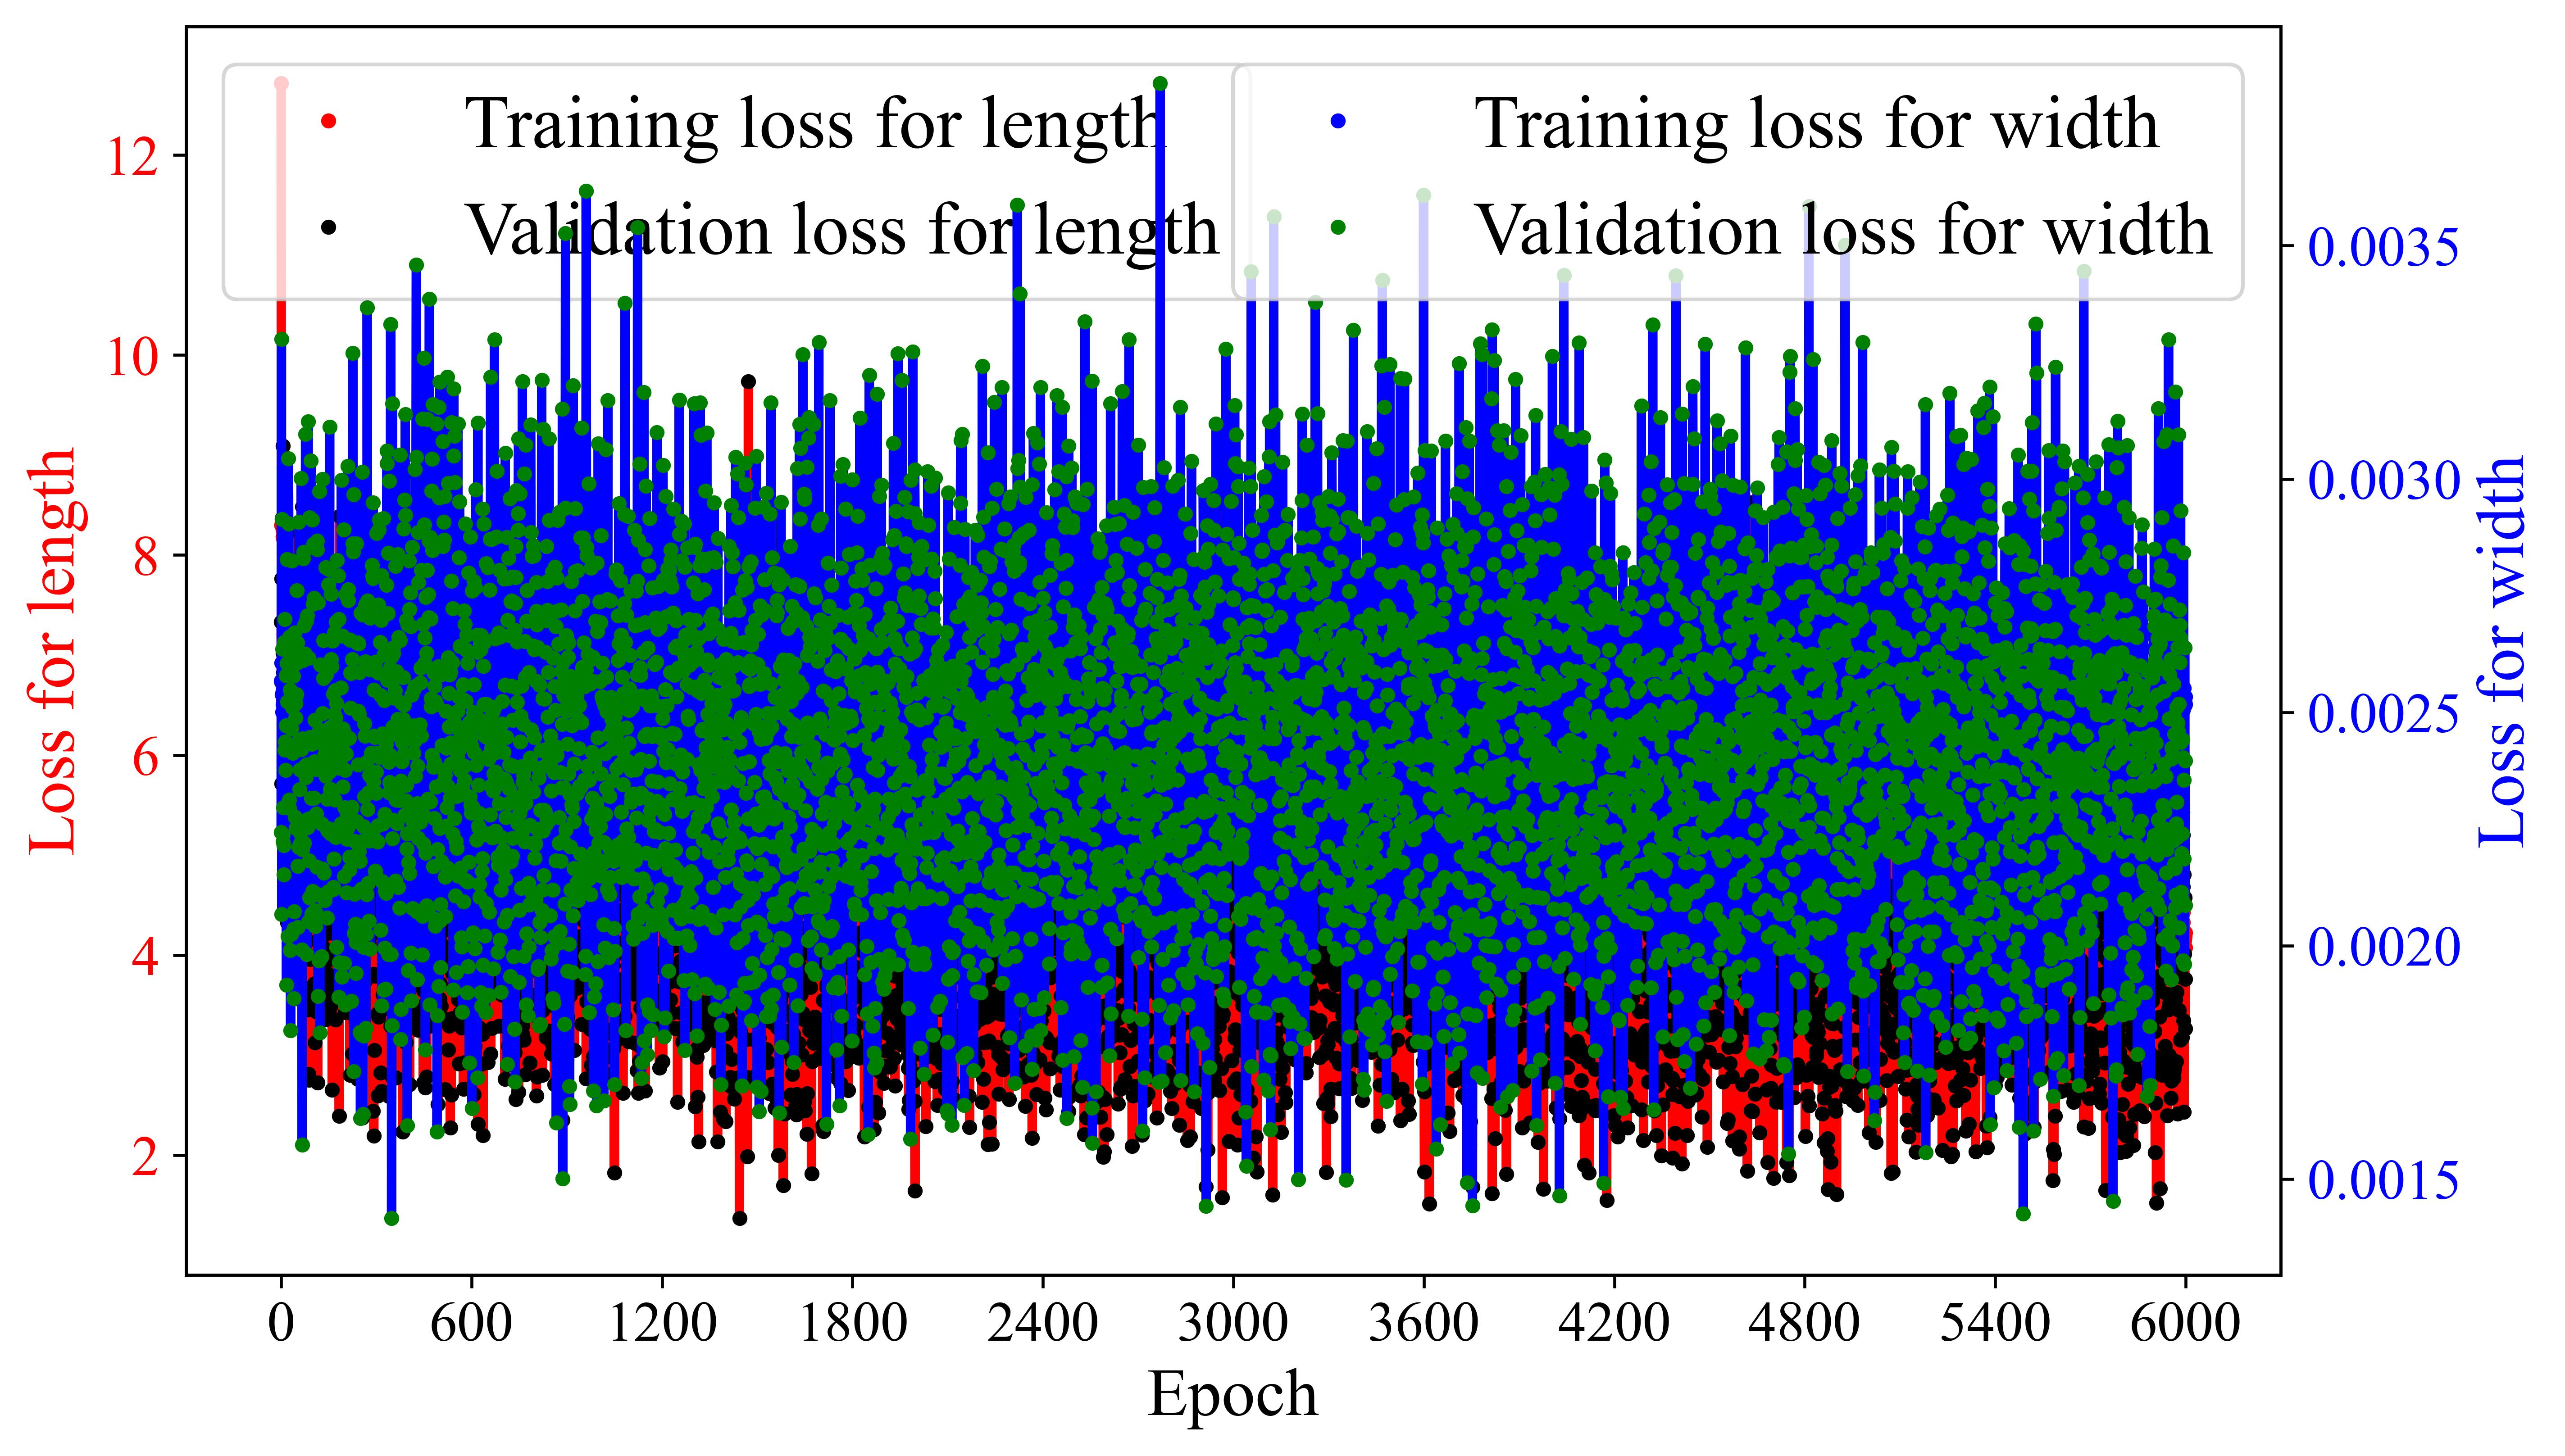 Training loss for length
Validation loss for length
Training loss for width
Validation loss for width
Loss for length
12
10
8
6
4
2
Loss for width
0.0035
0.0030
0.0025
0.0020
0.0015
0 600 1200 1800 2400 3000 3600 4200 4800 5400 6000
Epoch